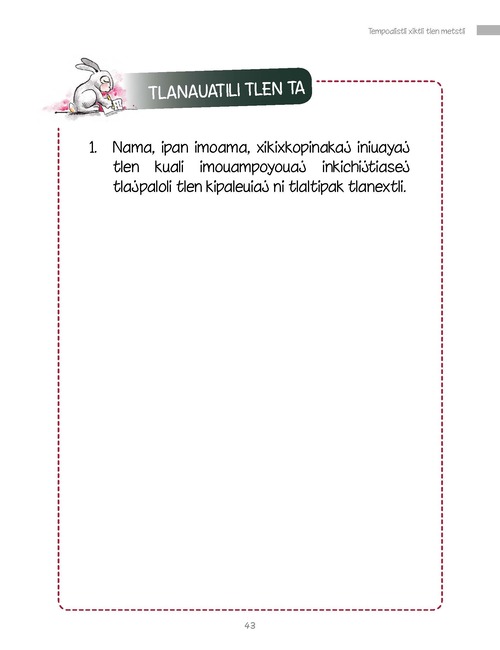 Tempoalistli xiktli tlen metstli
TLANAUATILI TLEN TA
1. Nama, ipan imoama, xikixkopinakaj iniuayaj
tlen kuali imouampoyouaj inkichijtiasej
tlajpaloli tlen kipaleuiaj ni tlaltipak tlanextli.
43